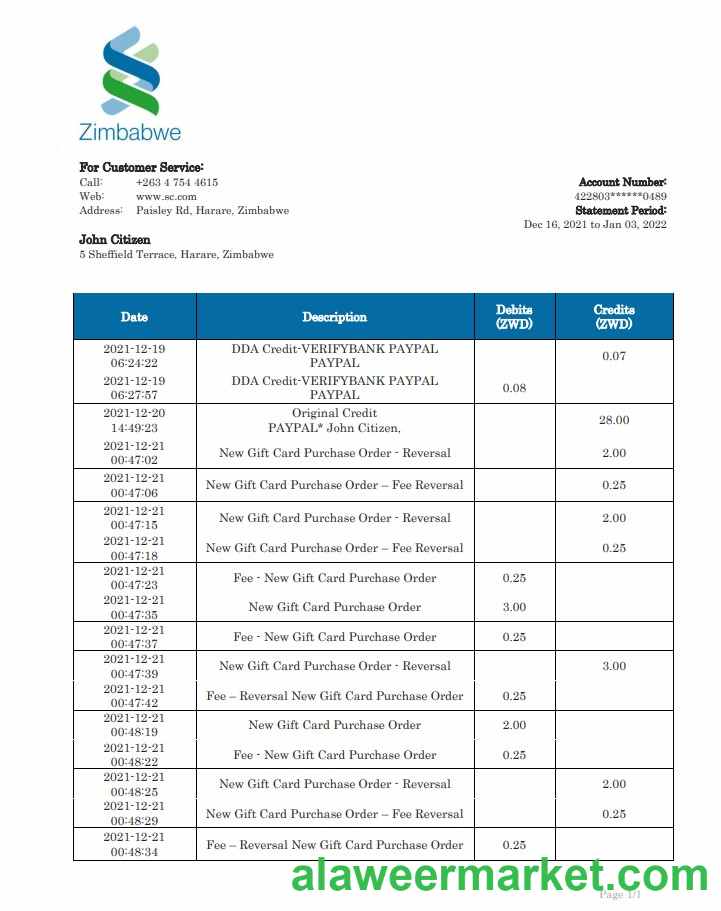 Zimbabwe
For Customer Service:
Call: +263 4 754 4615
Web: www.sc.com
Address: Paisley Rd, Harare, Zimbabwe
Account Number:
422803******0489
Statement Period:
Dec 16, 2021 to Jan 03, 2022
John Citizen
5 Sheffield Terrace, Harare, Zimbabwe
Date Description Debits (ZWD) Credits (ZWD)
2021-12-19 06:24:22 DDA Credit-VERIFYBANK PAYPAL PAYPAL 0.07
2021-12-19 06:27:57 DDA Credit-VERIFYBANK PAYPAL PAYPAL 0.08
2021-12-20 14:49:23 Original Credit PAYPAL* John Citizen, 28.00
2021-12-21 00:47:02 New Gift Card Purchase Order - Reversal 2.00
2021-12-21 00:47:06 New Gift Card Purchase Order – Fee Reversal 0.25
2021-12-21 00:47:15 New Gift Card Purchase Order - Reversal 2.00
2021-12-21 00:47:18 New Gift Card Purchase Order – Fee Reversal 0.25
2021-12-21 00:47:23 Fee - New Gift Card Purchase Order 0.25
2021-12-21 00:47:35 New Gift Card Purchase Order 3.00
2021-12-21 00:47:37 Fee - New Gift Card Purchase Order 0.25
2021-12-21 00:47:39 New Gift Card Purchase Order - Reversal 3.00
2021-12-21 00:47:42 Fee – Reversal New Gift Card Purchase Order 0.25
2021-12-21 00:48:19 New Gift Card Purchase Order 2.00
2021-12-21 00:48:22 Fee - New Gift Card Purchase Order 0.25
2021-12-21 00:48:25 New Gift Card Purchase Order - Reversal 2.00
2021-12-21 00:48:29 New Gift Card Purchase Order – Fee Reversal 0.25
2021-12-21 00:48:34 Fee – Reversal New Gift Card Purchase Order 0.25
alaweermarket.com
Page 1/1